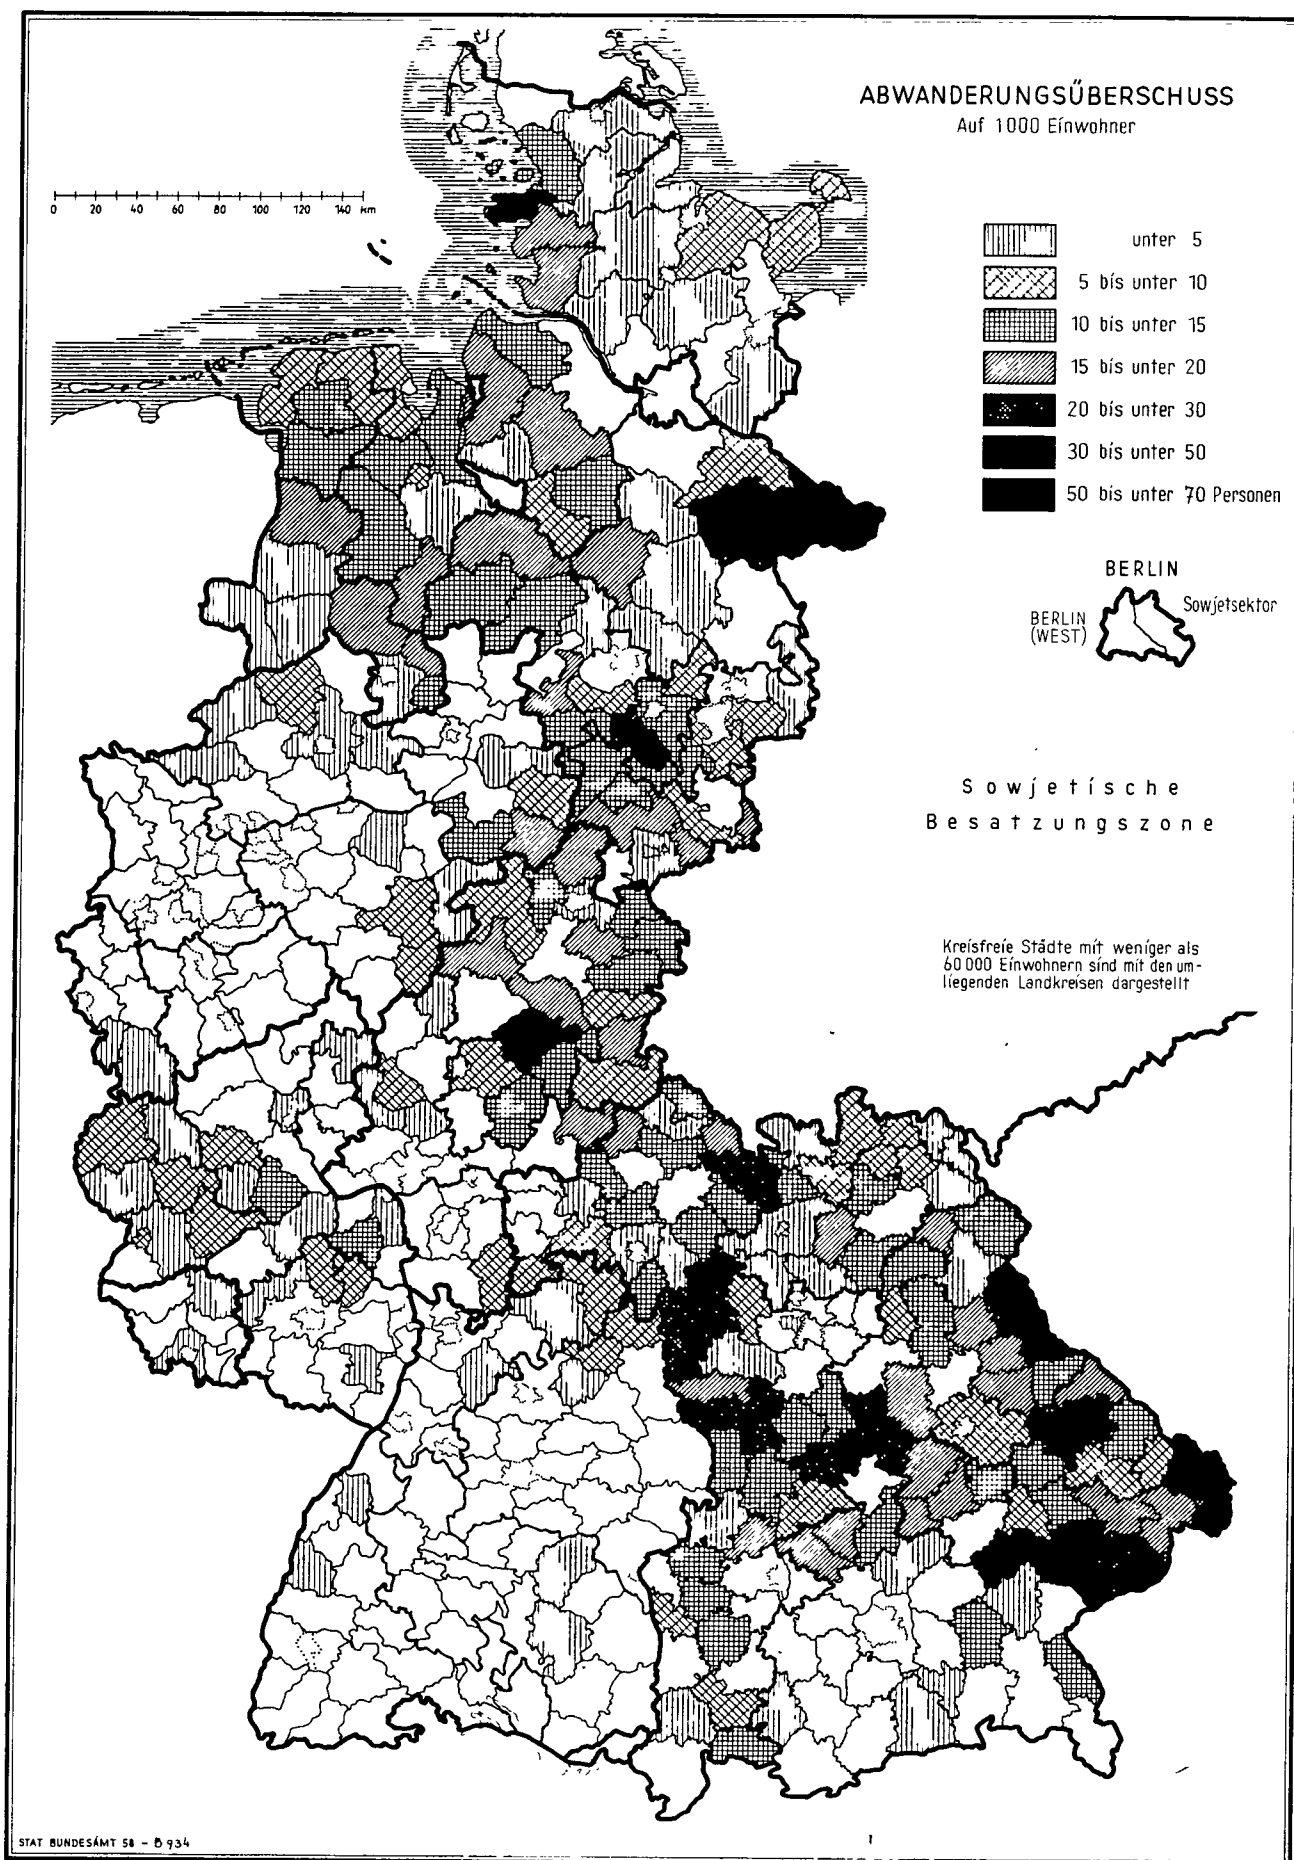 ABWANDERUNGSÜBERSCHUSS
Auf 1000 Einwohner
0 20 40 60 80 100 120 140 km
unter 5
5 bis unter 10
10 bis unter 15
15 bis unter 20
20 bis unter 30
30 bis unter 50
50 bis unter 70 Personen
BERLIN
Sowjetsektor
BERLIN
(WEST)
Sowjetische
Besatzungszone
Kreisfreie Städte mit weniger als
60 000 Einwohnern sind mit den um-
liegenden Landkreisen dargestellt
STAT BUNDESAMT 58 - B 934